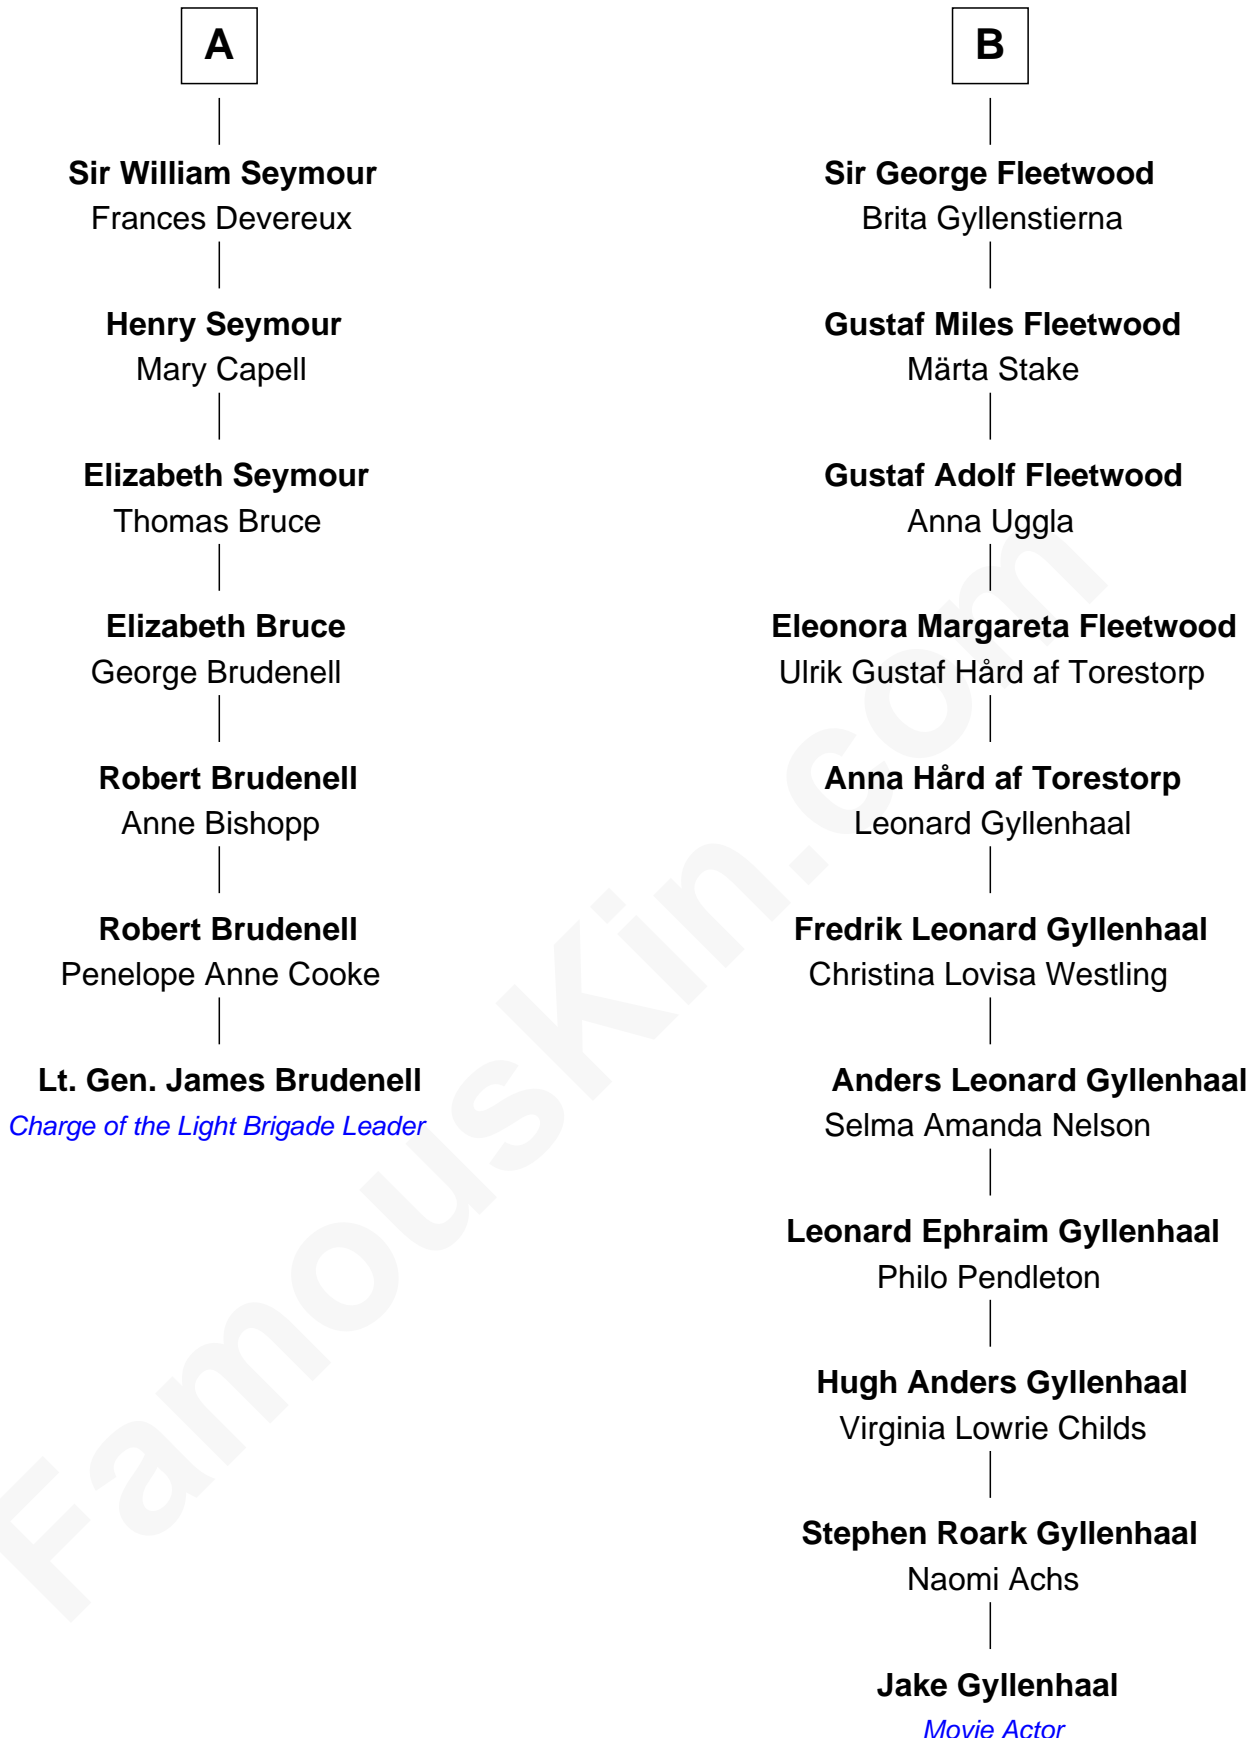 A
Sir William Seymour
Frances Devereux
Henry Seymour
Mary Capell
Elizabeth Seymour
Thomas Bruce
Elizabeth Bruce
George Brudenell
Robert Brudenell
Anne Bishopp
Robert Brudenell
Penelope Anne Cooke
Lt. Gen. James Brudenell
Charge of the Light Brigade Leader
B
Sir George Fleetwood
Brita Gyllenstierna
Gustaf Miles Fleetwood
Märta Stake
Gustaf Adolf Fleetwood
Anna Uggla
Eleonora Margareta Fleetwood
Ulrik Gustaf Hård af Torestorp
Anna Hård af Torestorp
Leonard Gyllenhaal
Fredrik Leonard Gyllenhaal
Christina Lovisa Westling
Anders Leonard Gyllenhaal
Selma Amanda Nelson
Leonard Ephraim Gyllenhaal
Philo Pendleton
Hugh Anders Gyllenhaal
Virginia Lowrie Childs
Stephen Roark Gyllenhaal
Naomi Achs
Jake Gyllenhaal
Movie Actor
FamousKin.com